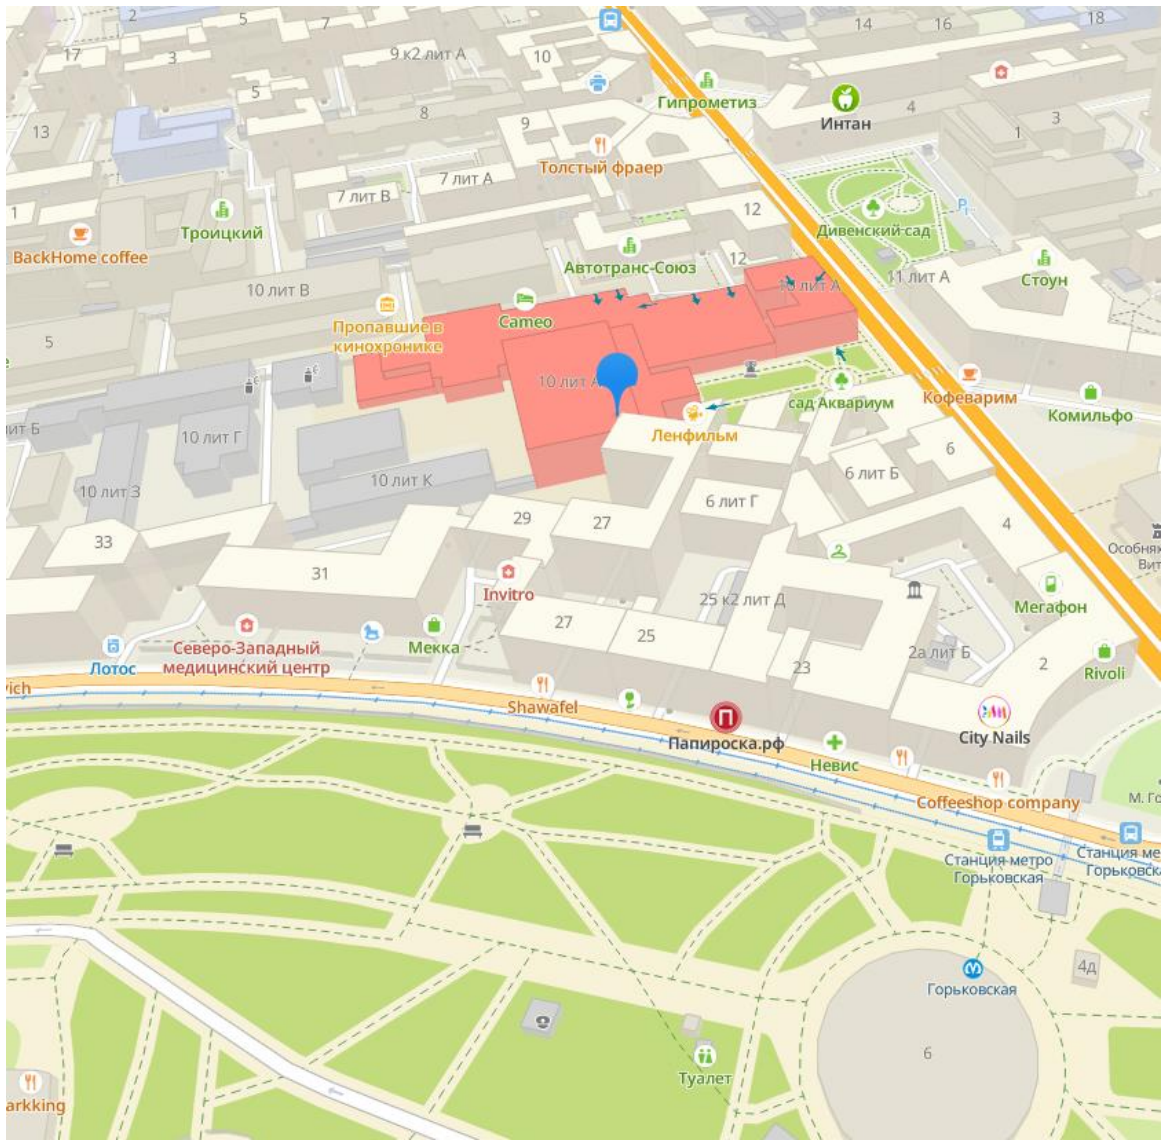 2
5
7
9 к2 лит А
10
14
16
18
17
3
5
8
9
Гипрометиз
Интан
4
1
3
13
Толстый фраер
7 лит А
7 лит В
12
1
Троицкий
BackHome coffee
Дивенский сад
Автотранс-Союз
12
11 лит А
Стоун
10 лит В
10 лит А
Cameo
Пропавшие в
кинохронике
5
10 лит А
сад Аквариум
Кофеварим
Комильфо
Ленфильм
лит Б
10 лит Г
6
6 лит Б
10 лит К
10 лит З
6 лит Г
29
27
4
33
31
Invitro
25 к2 лит Д
Мегафон
27
25
Мекка
Северо-Западный
медицинский центр
Лотос
2а лит Б
2
23
Rivoli
Shawafel
П
Папироска.рф
City Nails
Невис
Coffeeshop company
Станция метро
Горьковская
4д
Горьковская
6
Туалет